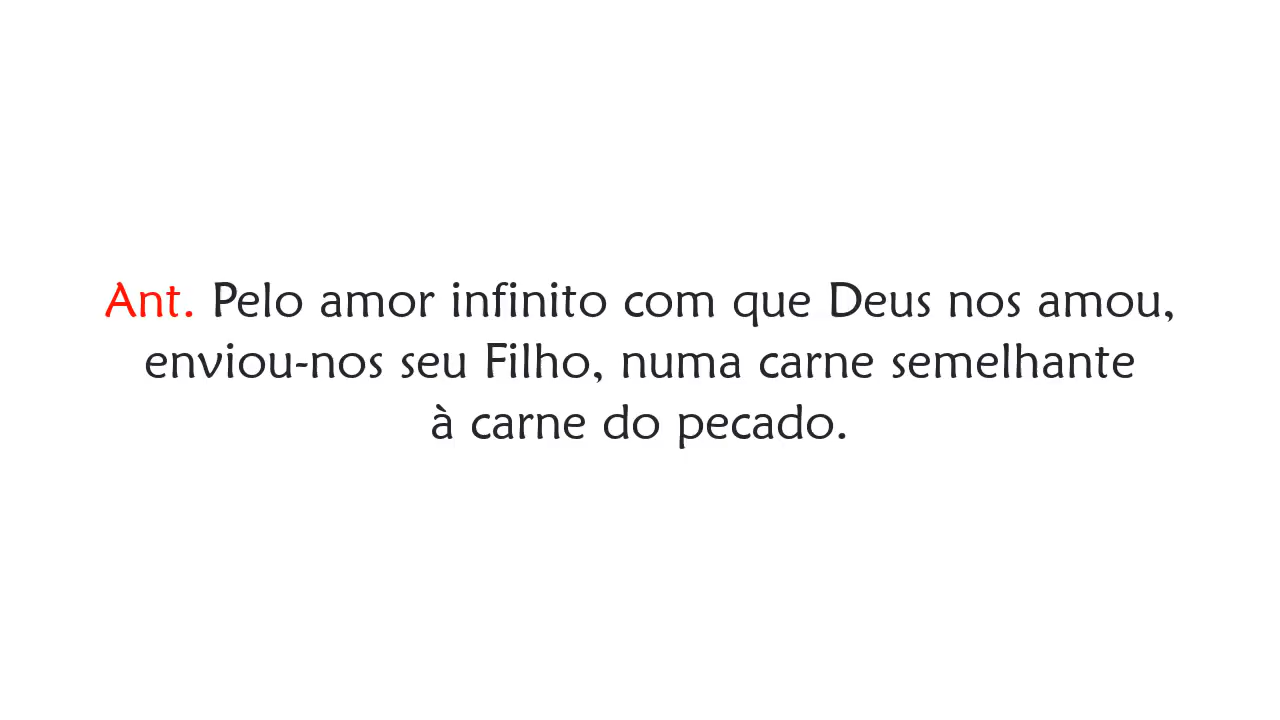 Ant. Pelo amor infinito com que Deus nos amou,
enviou-nos seu Filho, numa carne semelhante
à carne do pecado.